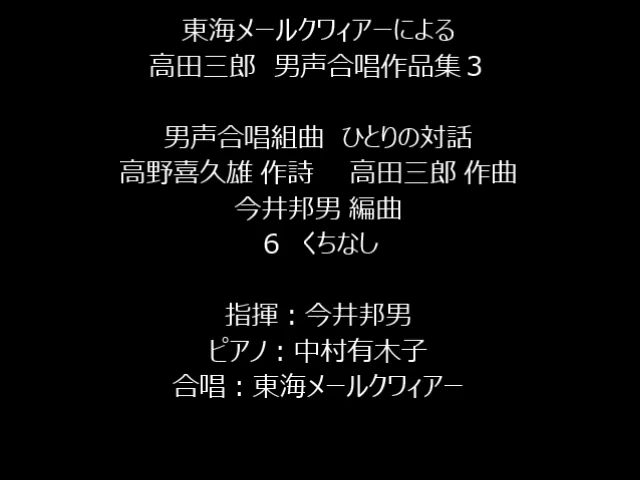 東海メールクワィアーによる
高田三郎　男声合唱作品集３
男声合唱組曲　ひとりの対話
高野喜久雄 作詩　 高田三郎 作曲
今井邦男 編曲
６　くちなし
指揮：今井邦男
ピアノ：中村有木子
合唱：東海メールクワィアー